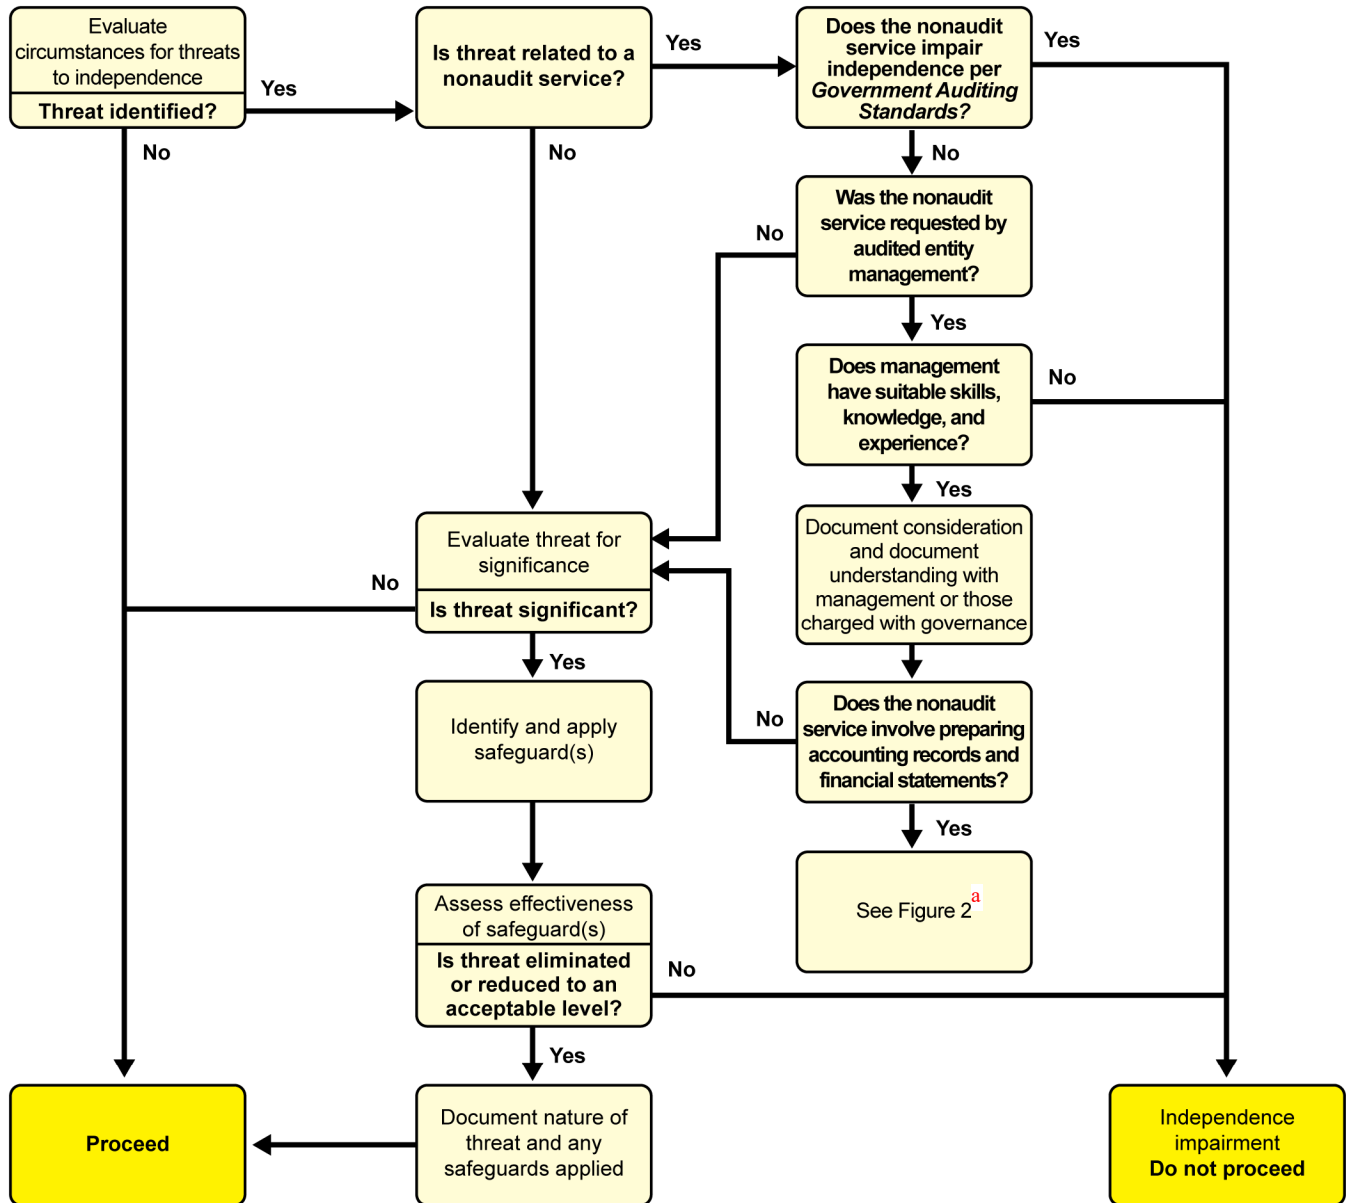 Evaluate
circumstances for threats
to independence
Threat identified?
Yes
No
Is threat related to a
nonaudit service?
Yes
No
Does the nonaudit
service impair
independence per
Government Auditing
Standards?
Yes
No
Was the nonaudit
service requested by
audited entity
management?
No
Yes
Does management
have suitable skills,
knowledge, and
experience?
No
Yes
Document consideration
and document
understanding with
management or those
charged with governance
Does the nonaudit
service involve preparing
accounting records and
financial statements?
No
Yes
See Figure 2a
Evaluate threat for
significance
Is threat significant?
No
Yes
Identify and apply
safeguard(s)
Assess effectiveness
of safeguard(s)
Is threat eliminated
or reduced to an
acceptable level?
No
Yes
Document nature of
threat and any
safeguards applied
Proceed
Independence
impairment
Do not proceed